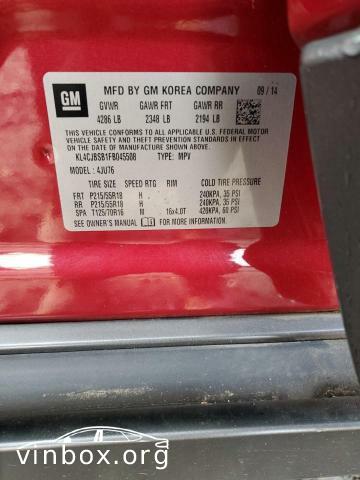 GM MFD BY GM KOREA COMPANY 09/14
GVWR GAWR FRT GAWR RR
4286 LB 2348 LB 2194 LB
THIS VEHICLE CONFORMS TO ALL APPLICABLE U.S. FEDERAL MOTOR
VEHICLE SAFETY AND THEFT PREVENTION STANDARDS IN EFFECT
ON THE DATE OF MANUFACTURE SHOWN ABOVE.
KL4CJBSB1FB045508 TYPE: MPV
MODEL: 4JU76
TIRE SIZE SPEED RTG RIM COLD TIRE PRESSURE
FRT P215/55R18 H 240KPA, 35 PSI
RR P215/55R18 H 240KPA, 35 PSI
SPA T125/70R16 M 16x4.0T 420KPA, 60 PSI
SEE OWNER'S MANUAL FOR MORE INFORMATION.
vinbox.org